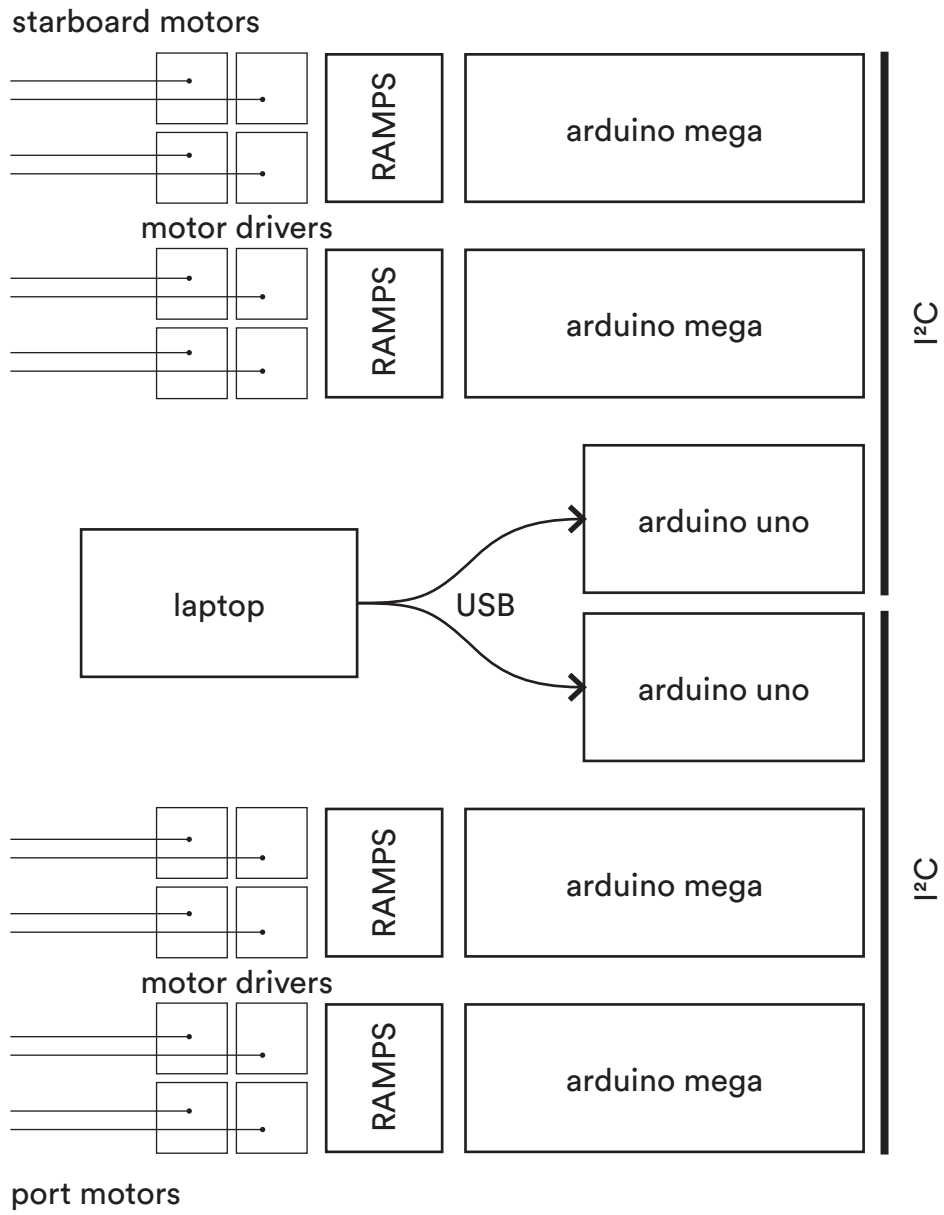 starboard motors
RAMPS
arduino mega
motor drivers
RAMPS
arduino mega
I²C
arduino uno
laptop
USB
arduino uno
RAMPS
arduino mega
I²C
motor drivers
RAMPS
arduino mega
port motors